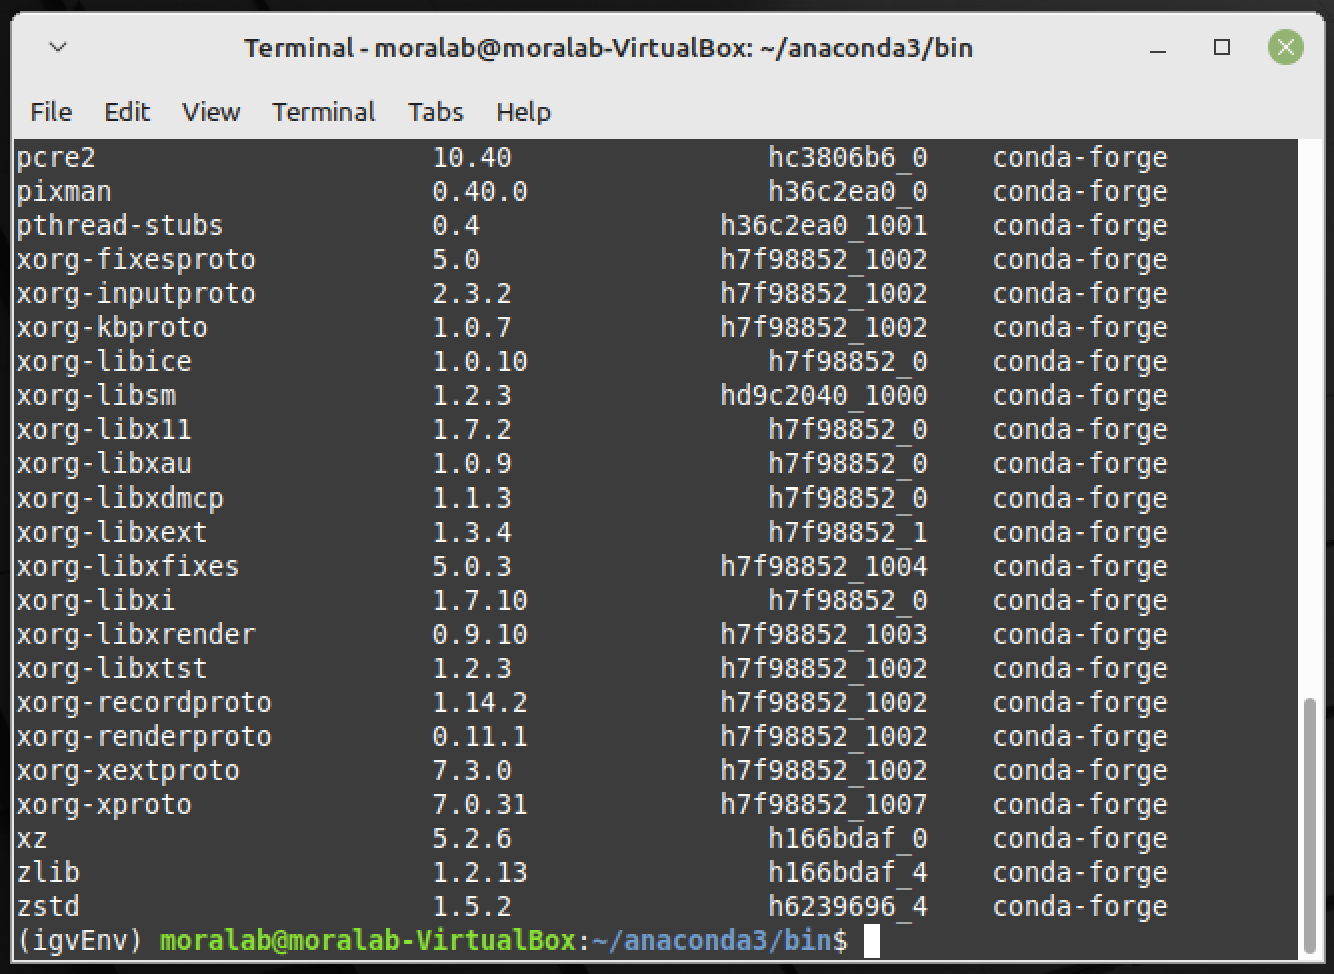 Terminal - moralab@moralab-VirtualBox: ~/anaconda3/bin
File Edit View Terminal Tabs Help
pcre2 10.40 hc3806b6_0 conda-forge
pixman 0.40.0 h36c2ea0_0 conda-forge
pthread-stubs 0.4 h36c2ea0_1001 conda-forge
xorg-fixesproto 5.0 h7f98852_1002 conda-forge
xorg-inputproto 2.3.2 h7f98852_1002 conda-forge
xorg-kbproto 1.0.7 h7f98852_1002 conda-forge
xorg-libice 1.0.10 h7f98852_0 conda-forge
xorg-libsm 1.2.3 hd9c2040_1000 conda-forge
xorg-libx11 1.7.2 h7f98852_0 conda-forge
xorg-libxau 1.0.9 h7f98852_0 conda-forge
xorg-libxdmcp 1.1.3 h7f98852_0 conda-forge
xorg-libxext 1.3.4 h7f98852_1 conda-forge
xorg-libxfixes 5.0.3 h7f98852_1004 conda-forge
xorg-libxi 1.7.10 h7f98852_0 conda-forge
xorg-libxrender 0.9.10 h7f98852_1003 conda-forge
xorg-libxtst 1.2.3 h7f98852_1002 conda-forge
xorg-recordproto 1.14.2 h7f98852_1002 conda-forge
xorg-renderproto 0.11.1 h7f98852_1002 conda-forge
xorg-xextproto 7.3.0 h7f98852_1002 conda-forge
xorg-xproto 7.0.31 h7f98852_1007 conda-forge
xz 5.2.6 h166bdaf_0 conda-forge
zlib 1.2.13 h166bdaf_4 conda-forge
zstd 1.5.2 h6239696_4 conda-forge
(igvEnv) moralab@moralab-VirtualBox:~/anaconda3/bin$